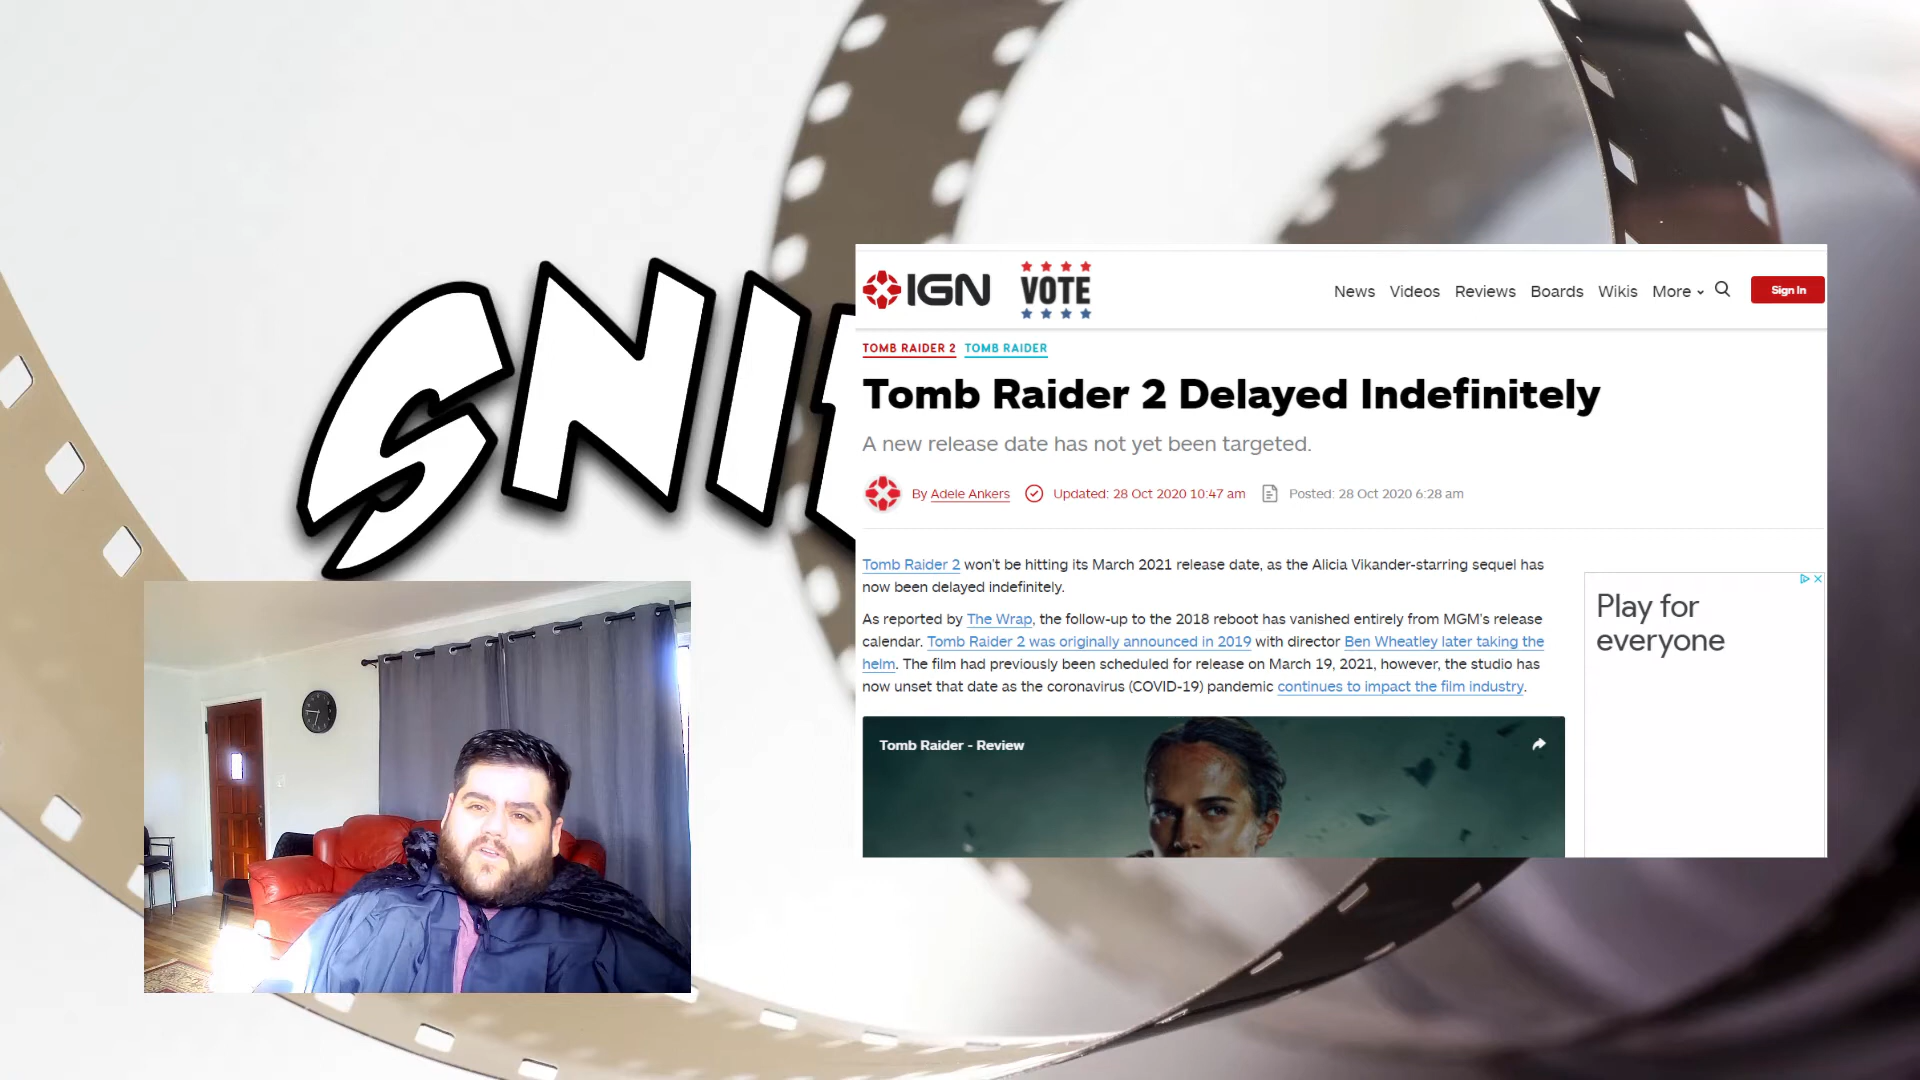 SNI
IGN
VOTE
News Videos Reviews Boards Wikis More
Sign In
TOMB RAIDER 2 TOMB RAIDER
Tomb Raider 2 Delayed Indefinitely
A new release date has not yet been targeted.
By Adele Ankers Updated: 28 Oct 2020 10:47 am Posted: 28 Oct 2020 6:28 am
Tomb Raider 2 won't be hitting its March 2021 release date, as the Alicia Vikander-starring sequel has
now been delayed indefinitely.
As reported by The Wrap, the follow-up to the 2018 reboot has vanished entirely from MGM's release
calendar. Tomb Raider 2 was originally announced in 2019 with director Ben Wheatley later taking the
helm. The film had previously been scheduled for release on March 19, 2021, however, the studio has
now unset that date as the coronavirus (COVID-19) pandemic continues to impact the film industry.
Tomb Raider - Review
Play for
everyone